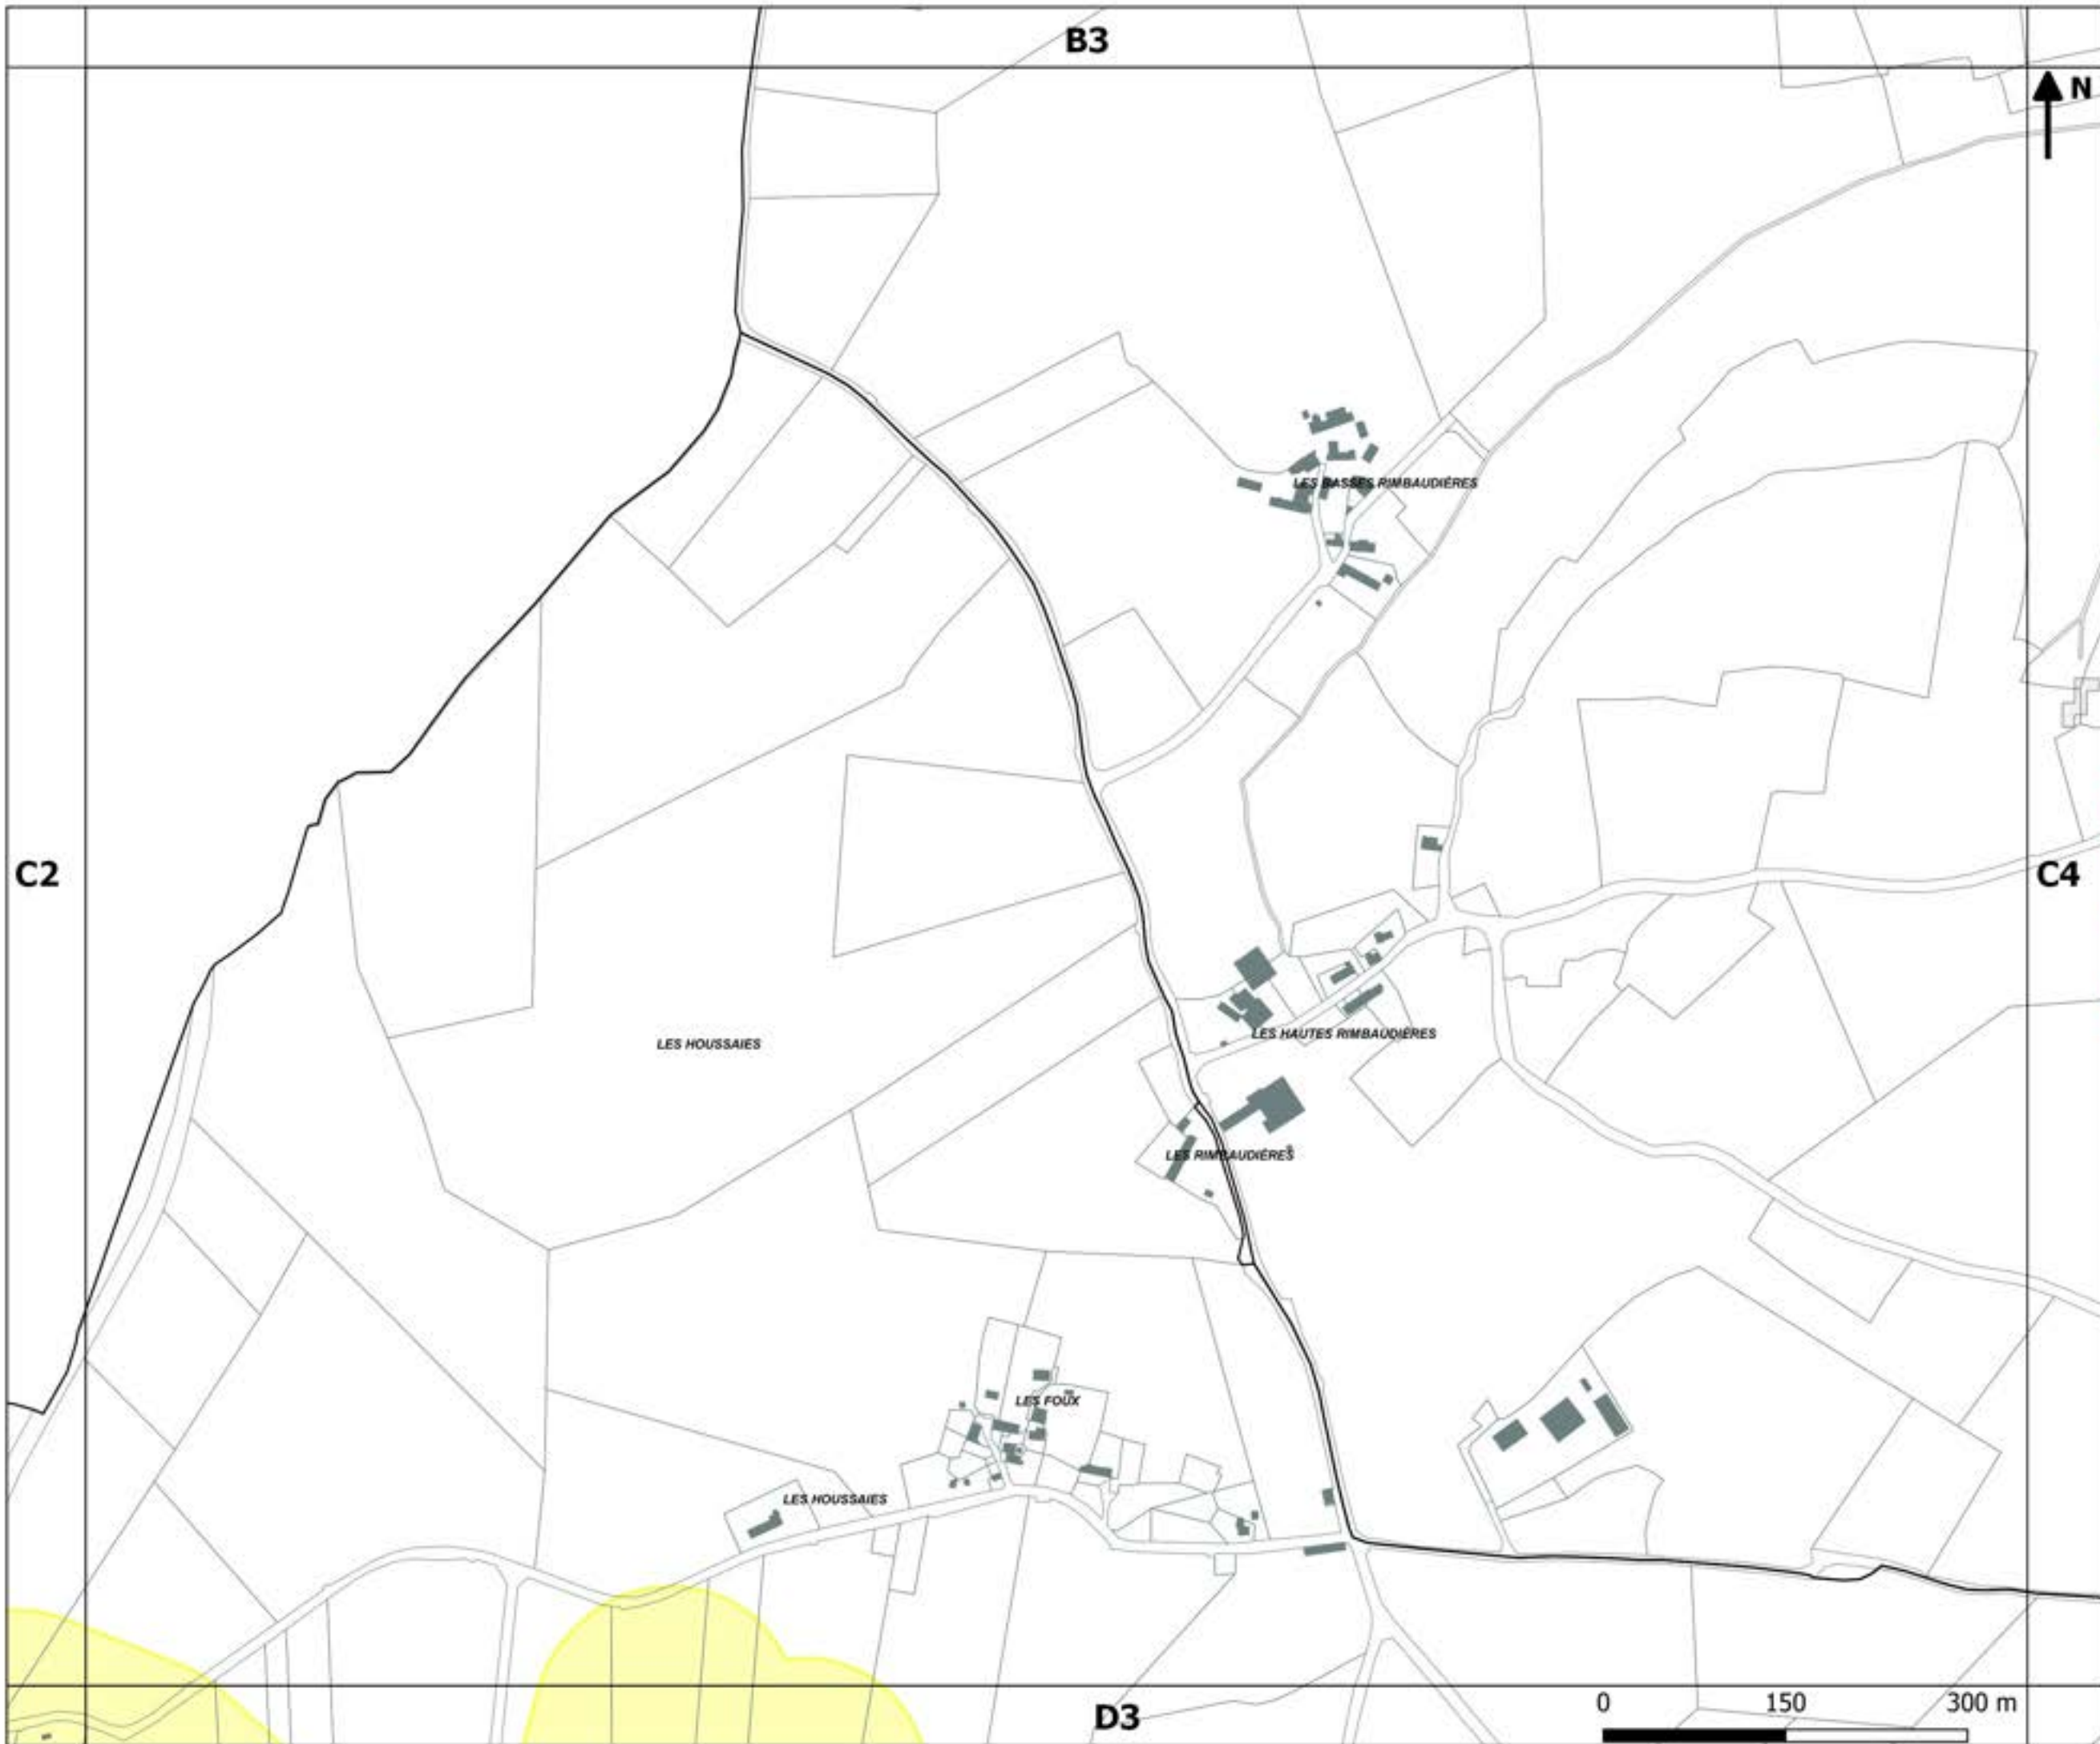 B3
N
LES BASSES RIMBAUDIÈRES
C2
C4
LES HAUTES RIMBAUDIÈRES
LES HOUSSAIES
LES RIMBAUDIÈRES
LES FOUX
LES HOUSSAIES
D3
0 150 300 m